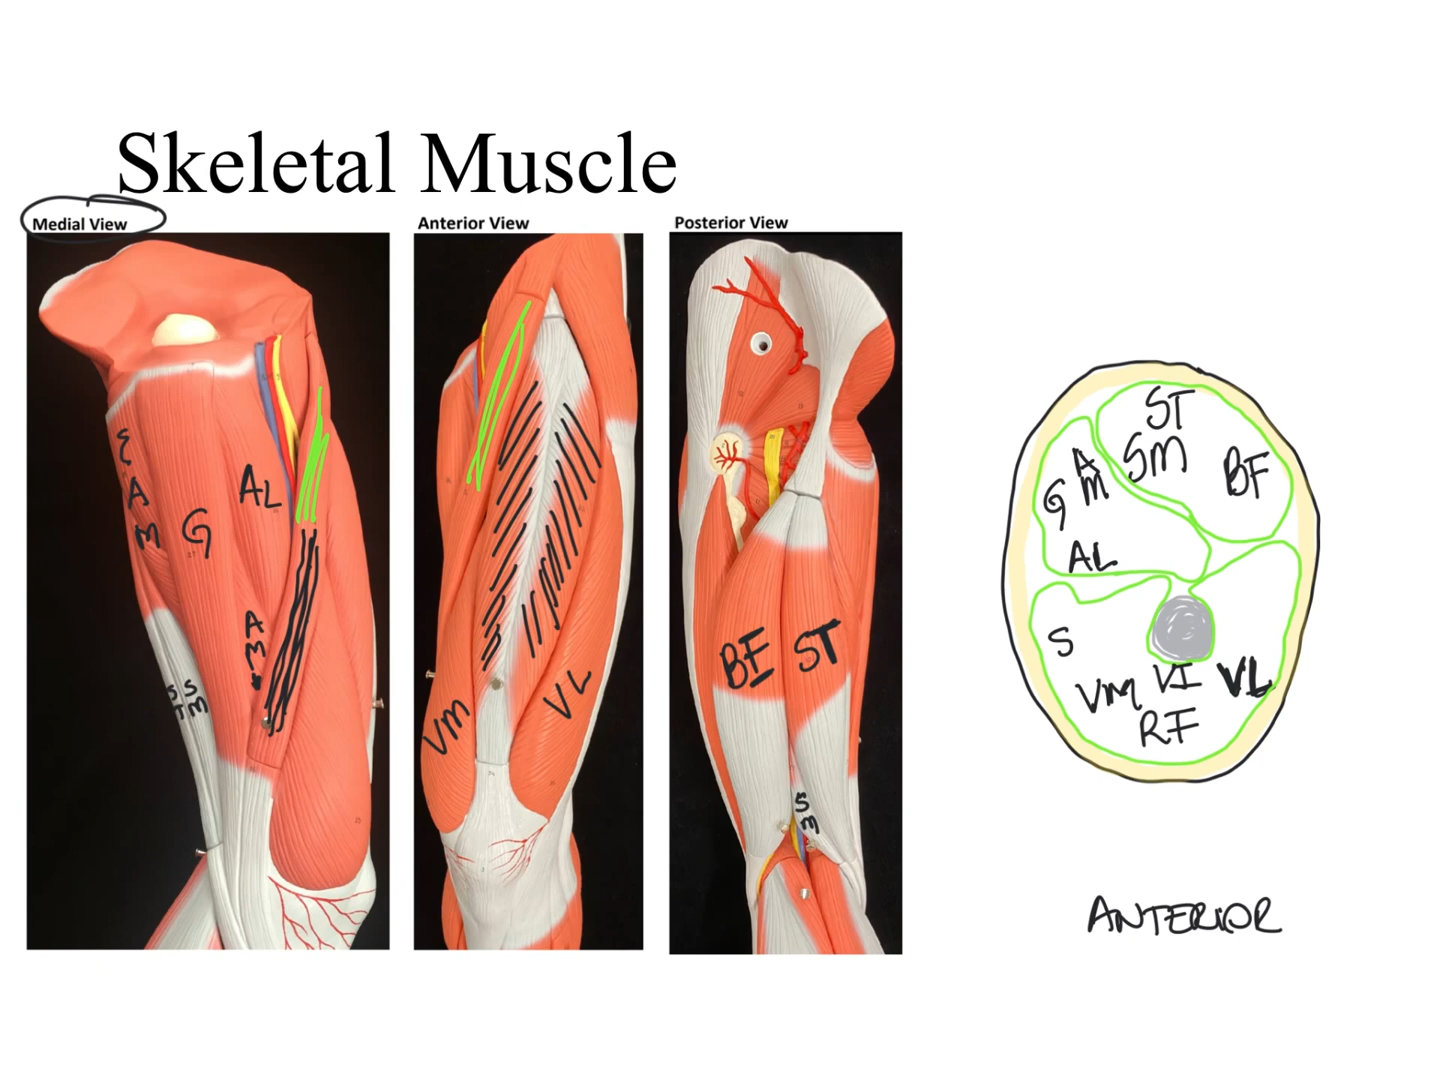 Skeletal Muscle
Medial View
Anterior View
Posterior View
A
M
G
AL
A
M
S S
T M
VM
VL
BF ST
S
M
ST
SM
BF
A
M
G
AL
S
VM VI VL
RF
ANTERIOR